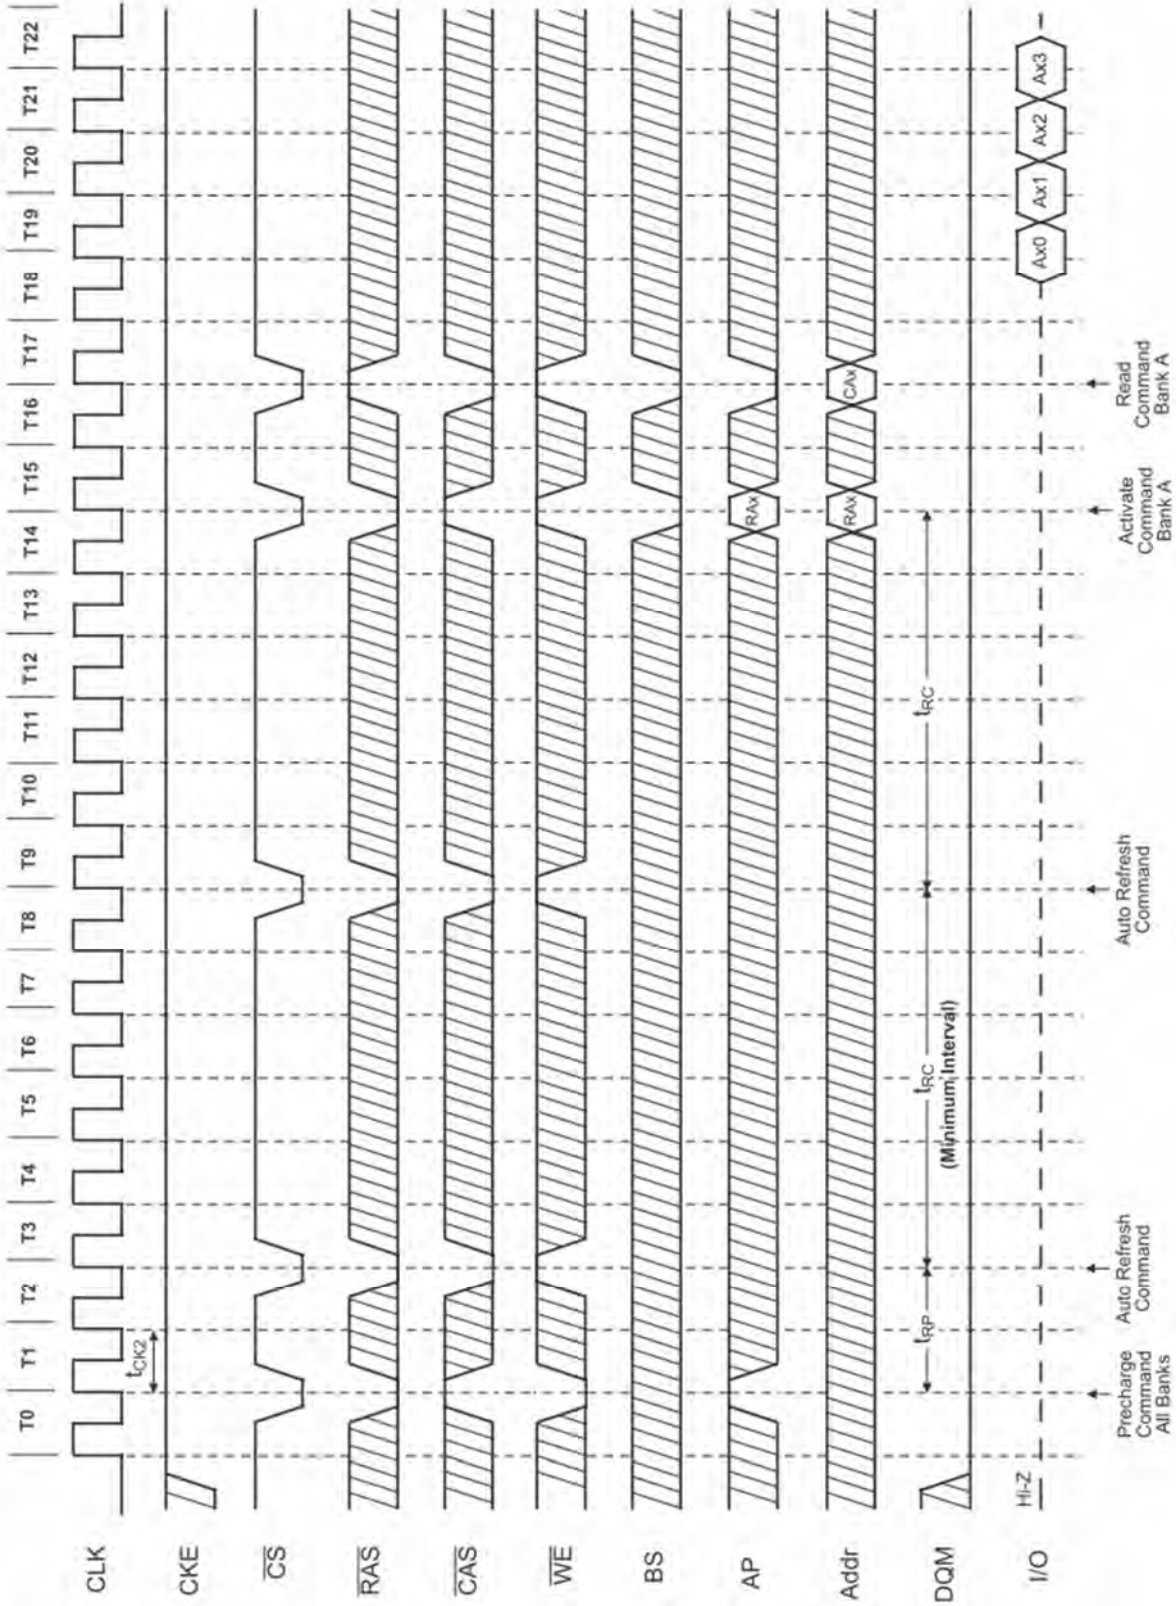 T0 T1 T2 T3 T4 T5 T6 T7 T8 T9 T10 T11 T12 T13 T14 T15 T16 T17 T18 T19 T20 T21 T22
CLK
tCK2
CKE
CS
RAS
CAS
WE
BS
AP
RAx
Addr.
RAx CAx
DQM
tRP tRC tRC
(Minimum Interval)
I/O
Hi-Z
Ax0 Ax1 Ax2 Ax3
Precharge
Command
All Banks
Auto Refresh
Command
Auto Refresh
Command
Activate
Command
Bank A
Read
Command
Bank A